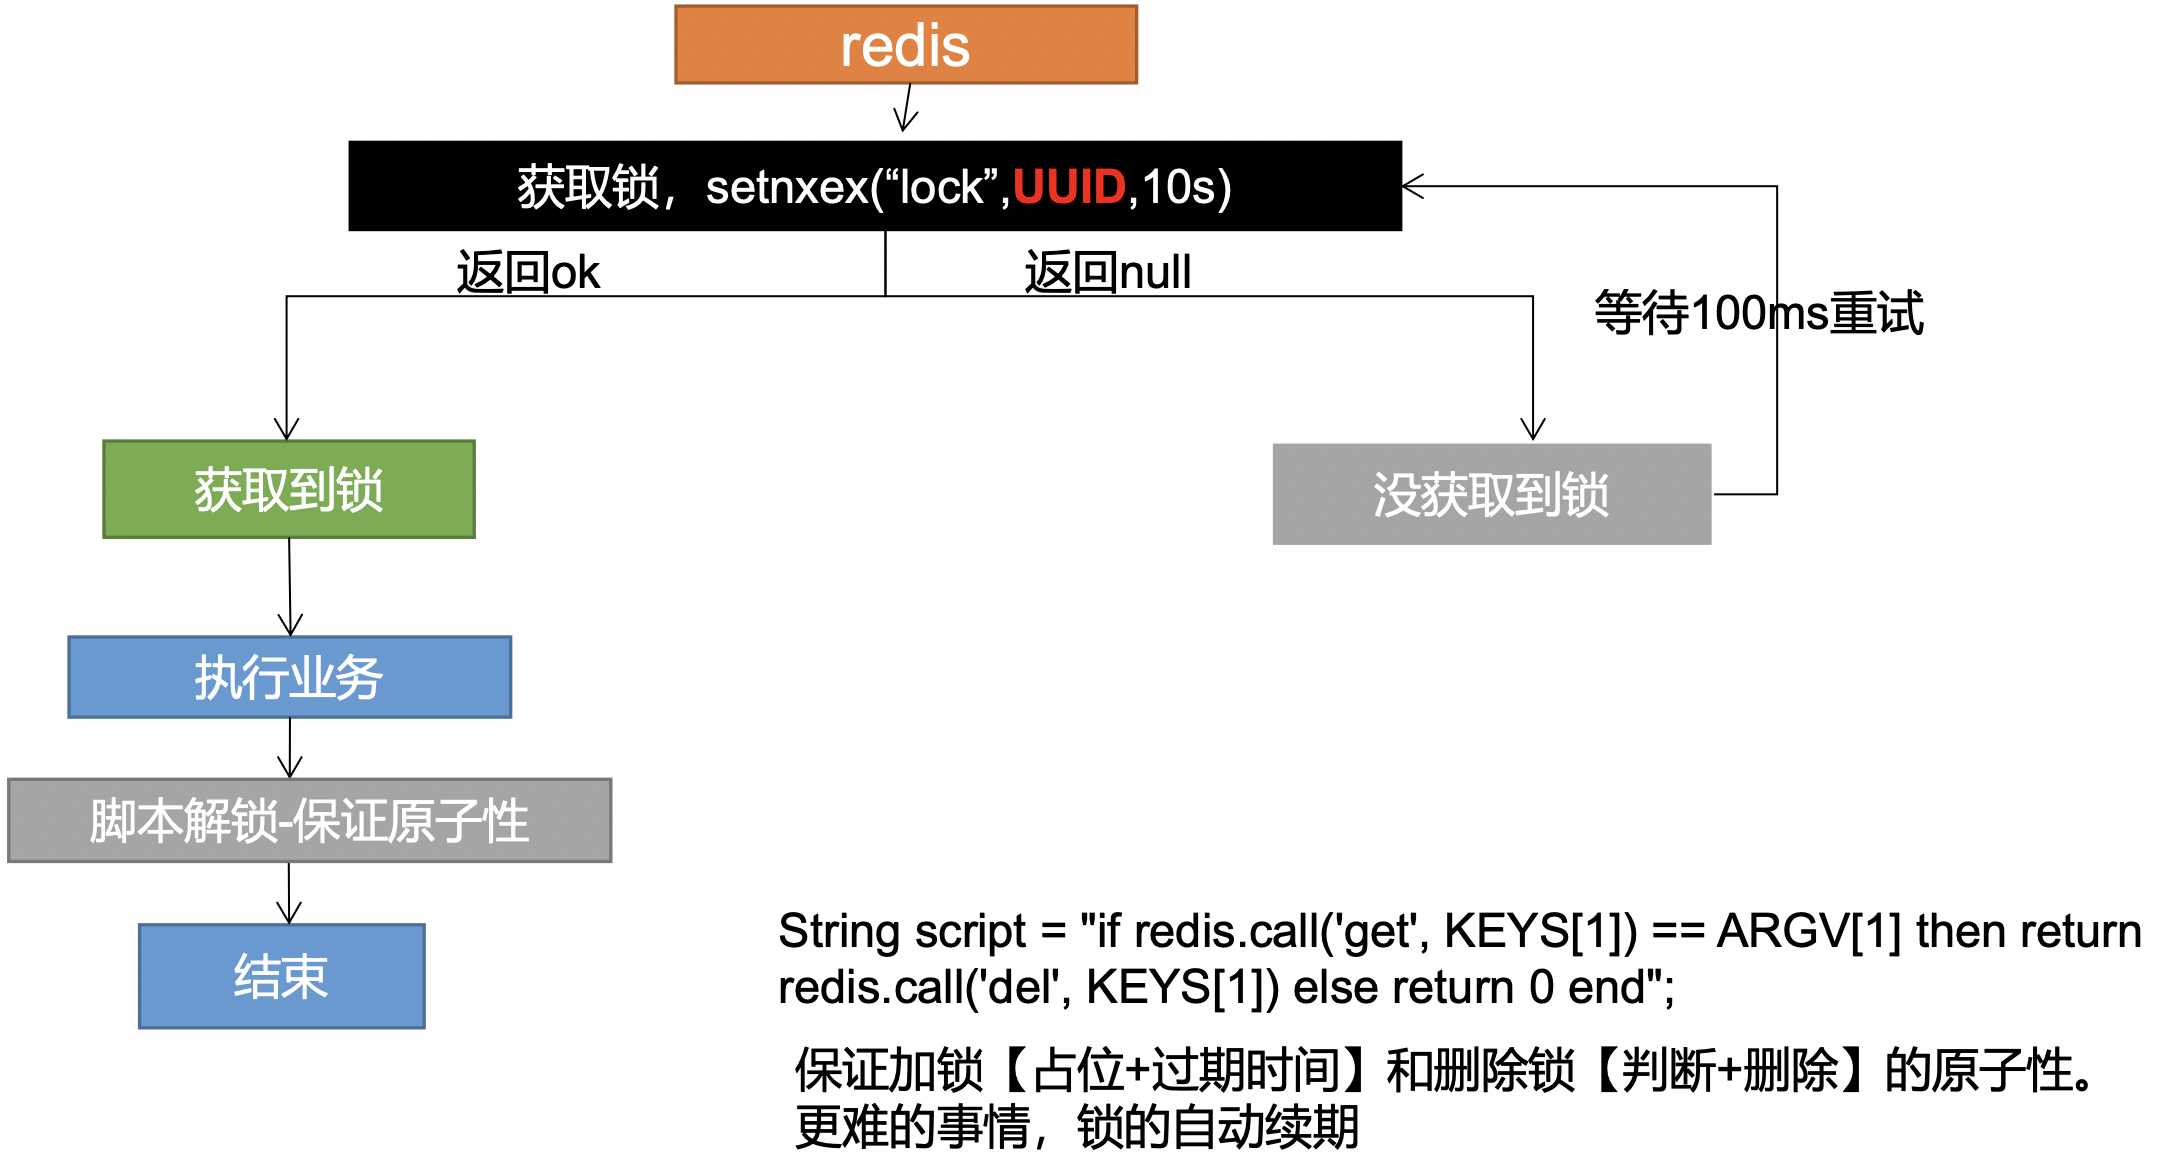 redis
获取锁，setnxex(“lock”,UUID,10s)
返回ok
返回null
等待100ms重试
获取到锁
没获取到锁
执行业务
脚本解锁-保证原子性
结束
String script = "if redis.call('get', KEYS[1]) == ARGV[1] then return
redis.call('del', KEYS[1]) else return 0 end";
保证加锁【占位+过期时间】和删除锁【判断+删除】的原子性。
更难的事情，锁的自动续期